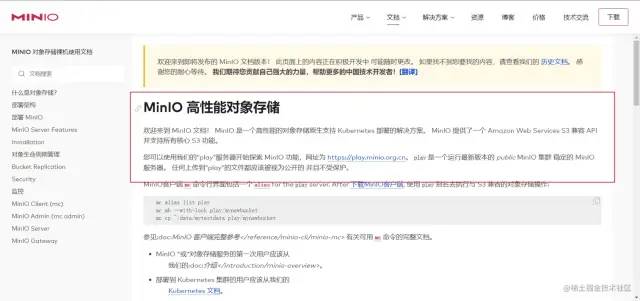 MINIO
产品
文档
解决方案
资源
博客
价格
技术交流
下载
MINIO 对象存储裸机使用文档
文档搜索
什么是对象存储?
部署架构
部署 MinIO
MinIO Server Features
Innstallation
对象生命周期管理
Bucket Replication
Security
监控
MinIO Client (mc)
MinIO Admin (mc admin)
MinIO Server
MinIO Gateway
欢迎来到即将发布的 MinIO 文档版本! 此页面上的内容正在积极开发中 可能随时更改。 如果找不到您要找的内容,请查看我们的 历史文档。 感
谢您的耐心等待。 我们期待您贡献自己强大的力量,帮助更多的中国技术开发者!【翻译】
MinIO 高性能对象存储
欢迎来到 MinIO 文档! MinIO 是一个高性能的对象存储原生支持 Kubernetes 部署的解决方案。 MinIO 提供了一个 Amazon Web Services S3 兼容 API
并支持所有核心 S3 功能。
您可以使用我们的"play"服务器开始探索 MinIO 功能,网址为 https://play.minio.org.cn。 play 是一个运行最新版本的 public MinIO 集群 稳定的 MinIO
服务器。 任何上传到"play"的文件都应该被视为公开的 并且不受保护。
MinIO客户端 mc 命令行界面包括一个 alias for the play server. After 下载MinIO客户端, 使用 play 别名去执行与 S3 兼容的对象存储操作:
mc alias list play
mc mb --with-lock play/mynewbucket
mc cp ~/data/mytestdata play/mynewbucket
参见:doc:MinIO 客户端完整参考</reference/minio-cli/minio-mc> 有关可用 mc 命令的完整文档。
MinIO "或"对象存储服务的第一次用户应该从
我们的:doc:介绍</introduction/minio-overview>。
部署到 Kubernetes 集群的用户应该从我们的
Kubernetes 文档。
@稀土掘金技术社区